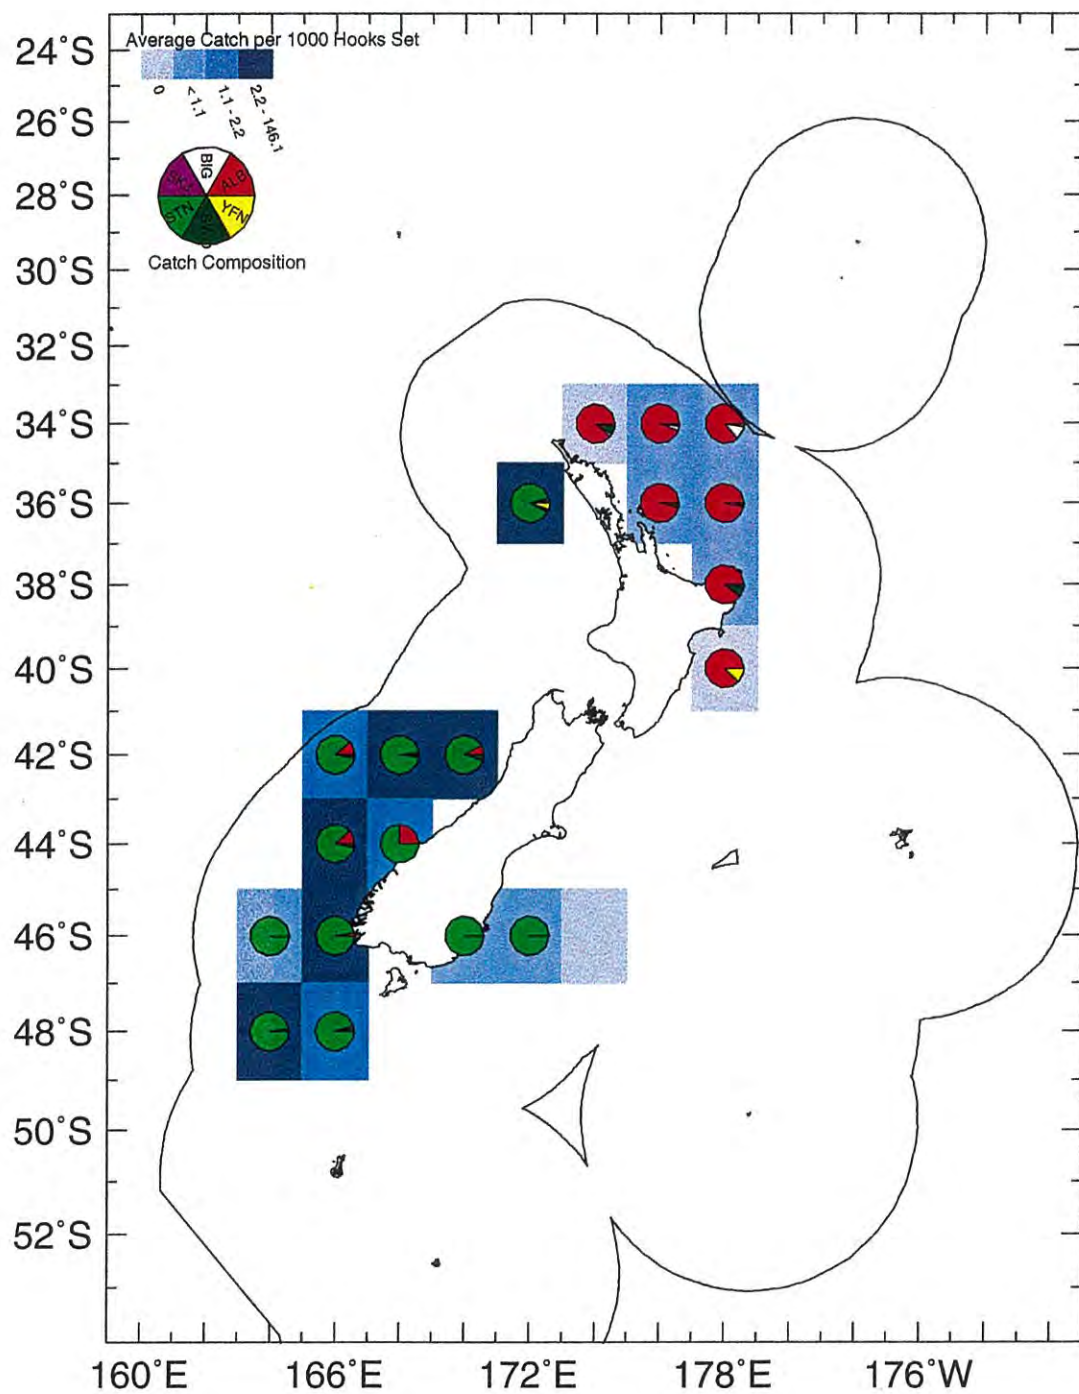 Average Catch per 1000 Hooks Set
0
< 1.1
1.1 - 2.2
2.2 - 146.1
BIG
ALB
YFN
STN
Catch Composition
24°S
26°S
28°S
30°S
32°S
34°S
36°S
38°S
40°S
42°S
44°S
46°S
48°S
50°S
52°S
160°E
166°E
172°E
178°E
176°W